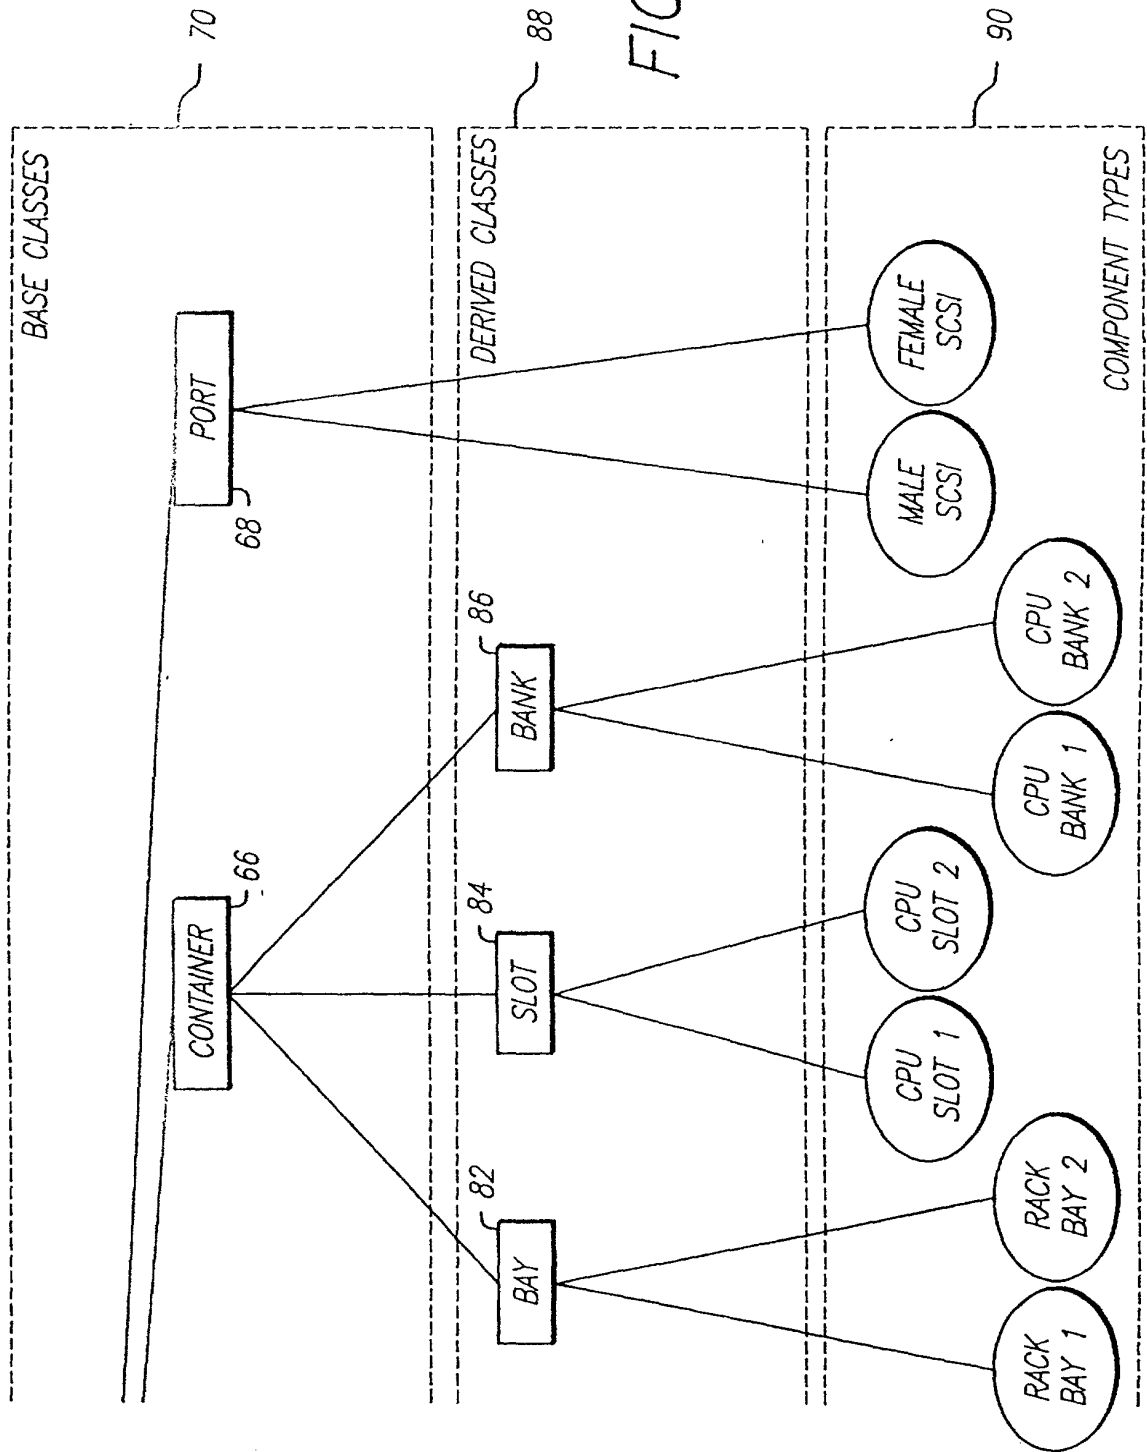 70
88
FIG
90
BASE CLASSES
CONTAINER
66
PORT
68
DERIVED CLASSES
BAY
82
SLOT
84
BANK
86
RACK
BAY 1
RACK
BAY 2
CPU
SLOT 1
CPU
SLOT 2
CPU
BANK 1
CPU
BANK 2
MALE
SCSI
FEMALE
SCSI
COMPONENT TYPES